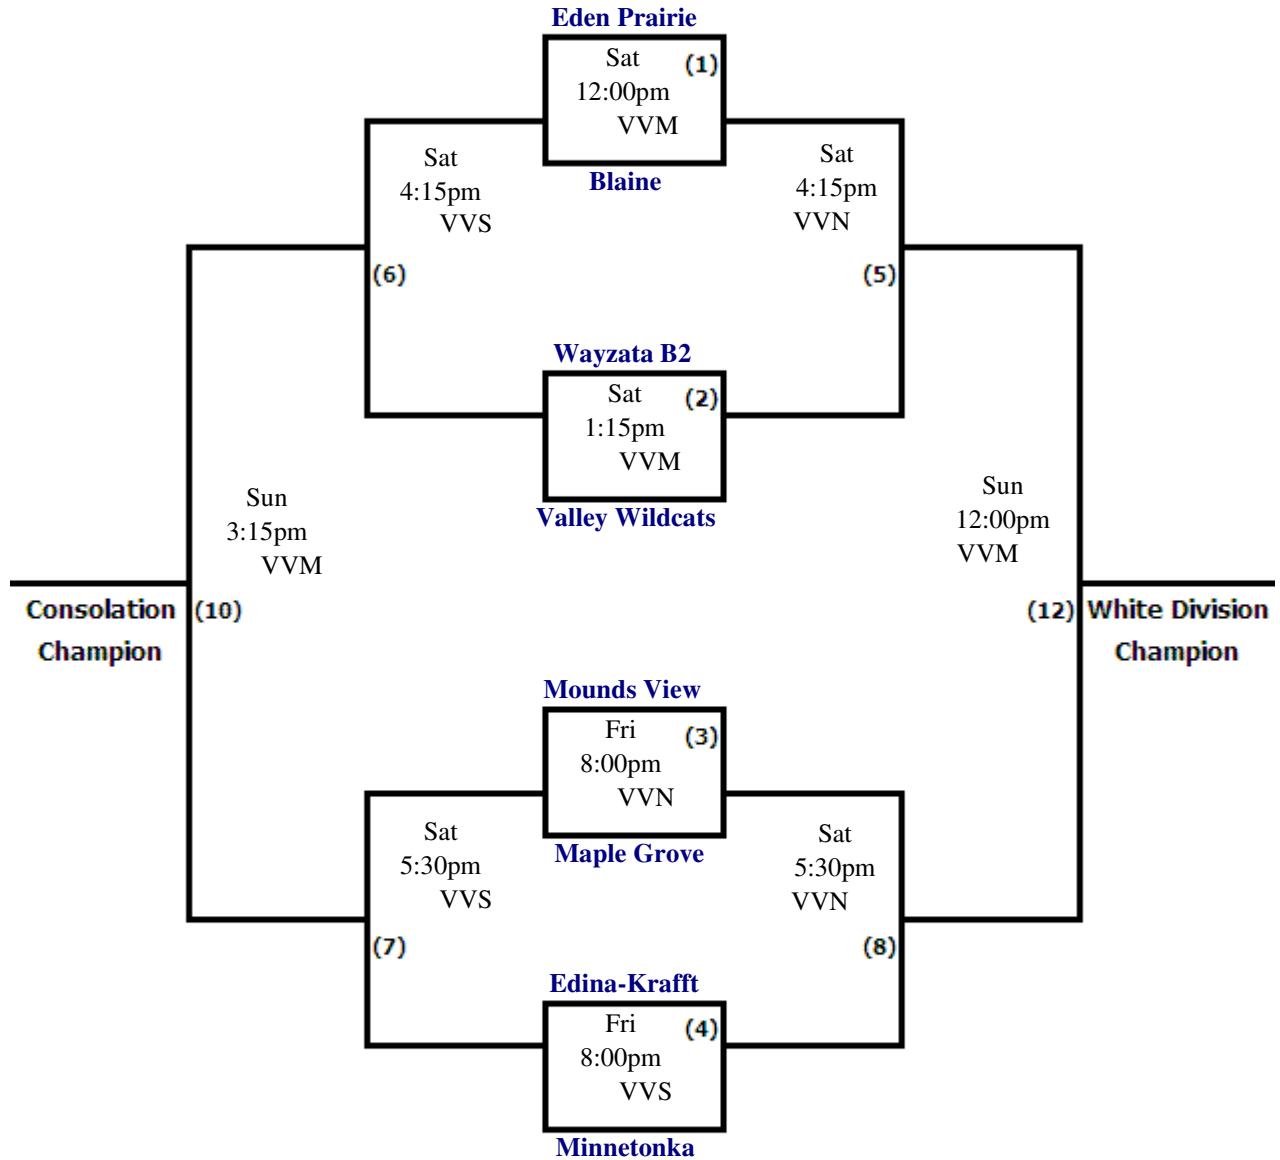 Eden Prairie
Sat (1)
12:00pm
VVM
Blaine
Sat
4:15pm
VVS
(6)
Sat
4:15pm
VVN
(5)
Wayzata B2
Sat (2)
1:15pm
VVM
Valley Wildcats
Sun
3:15pm
VVM
Consolation (10)
Champion
Sun
12:00pm
VVM
(12) White Division
Champion
Mounds View
Fri (3)
8:00pm
VVN
Maple Grove
Sat
5:30pm
VVS
(7)
Sat
5:30pm
VVN
(8)
Edina-Krafft
Fri (4)
8:00pm
VVS
Minnetonka